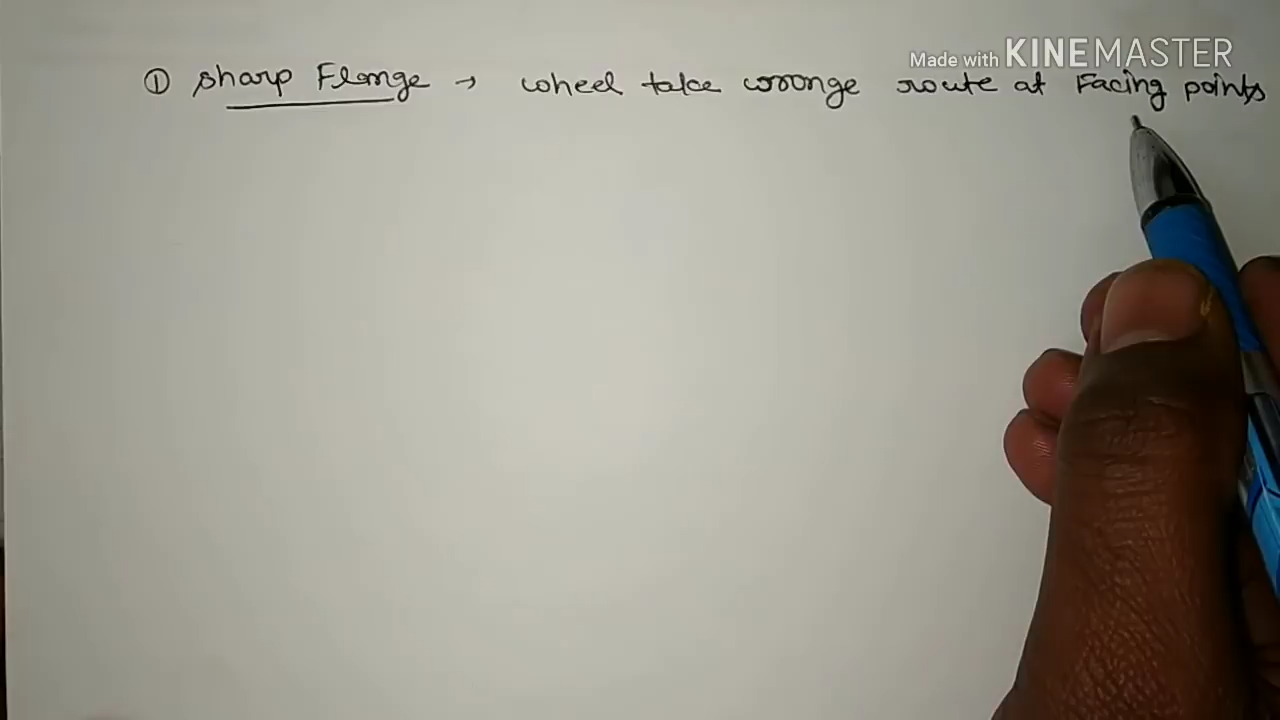 Made with KINEMASTER
① sharp Flange → wheel take wronge route at Facing points